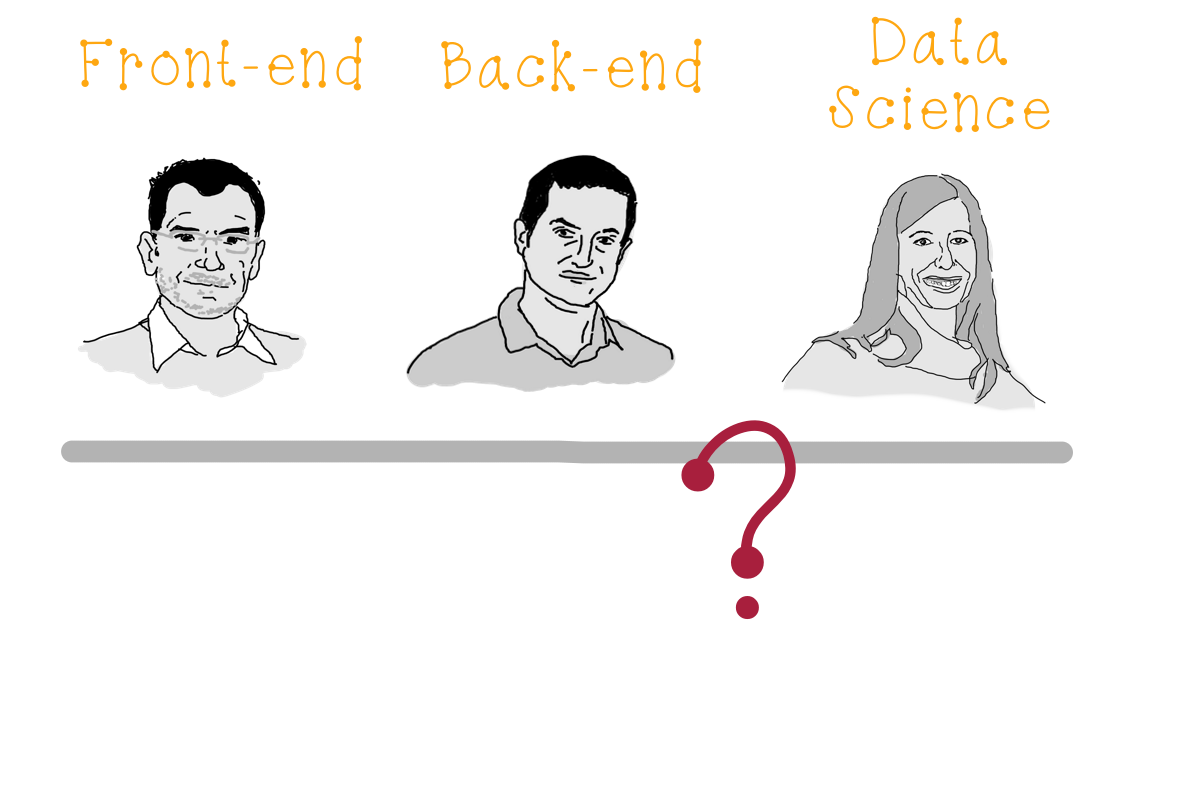 Front-end
Back-end
Data
Science
?